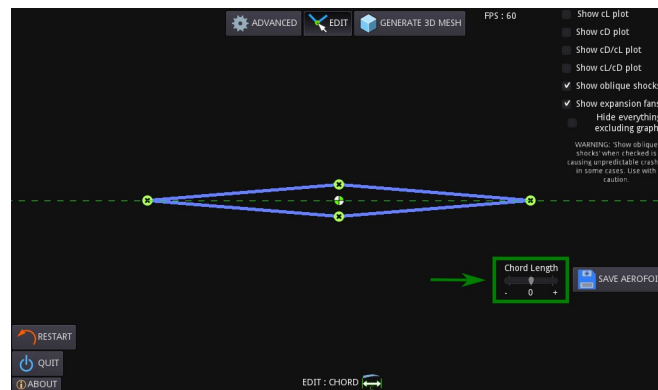 ADVANCED
EDIT
GENERATE 3D MESH
FPS : 60
Show cL plot
Show cD plot
Show cD/cL plot
Show cL/cD plot
Show oblique shocks
Show expansion fans
Hide everything
excluding graph
WARNING: 'Show oblique
shocks' when checked is
causing unpredictable crash
in some cases. Use with
caution.
Chord Length
- 0 +
SAVE AEROFOI
RESTART
QUIT
ABOUT
EDIT : CHORD